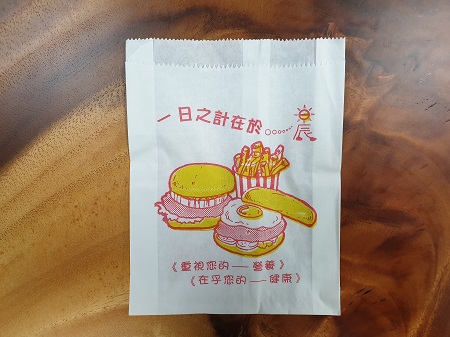 一日之計在於......晨
《重視您的──營養》
《在乎您的──健康》